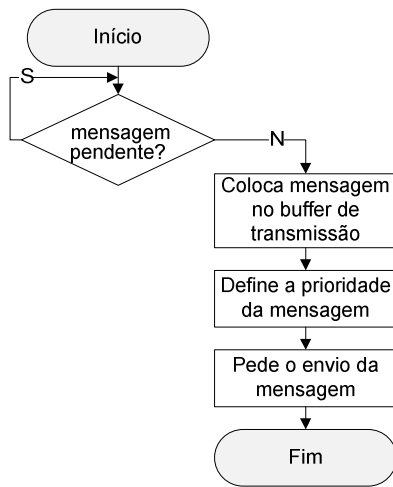 Início
S
mensagem
pendente?
N
Coloca mensagem
no buffer de
transmissão
Define a prioridade
da mensagem
Pede o envio da
mensagem
Fim